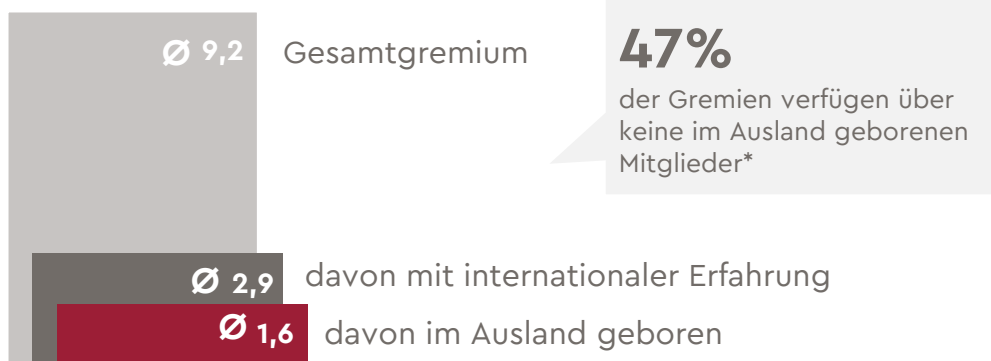 Ø 9,2 Gesamtgremium
47%
der Gremien verfügen über
keine im Ausland geborenen
Mitglieder*
Ø 2,9 davon mit internationaler Erfahrung
Ø 1,6 davon im Ausland geboren